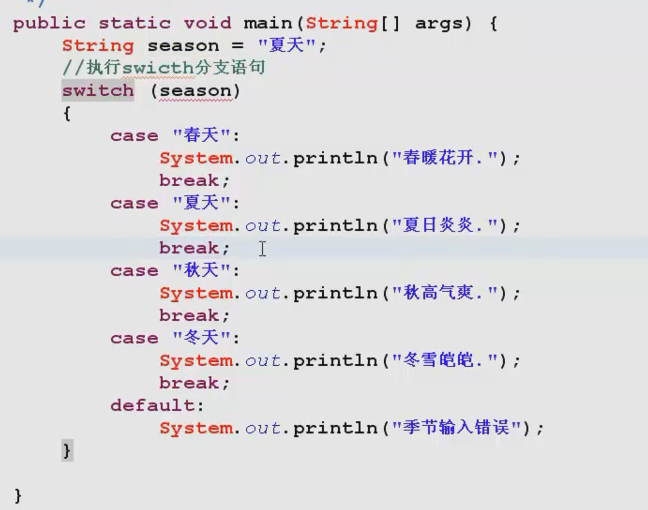 */
public static void main(String[] args) {
String season = "夏天";
//执行swicth分支语句
switch (season)
{
case "春天":
System.out.println("春暖花开.");
break;
case "夏天":
System.out.println("夏日炎炎.");
break;
case "秋天":
System.out.println("秋高气爽.");
break;
case "冬天":
System.out.println("冬雪皑皑.");
break;
default:
System.out.println("季节输入错误");
}
}